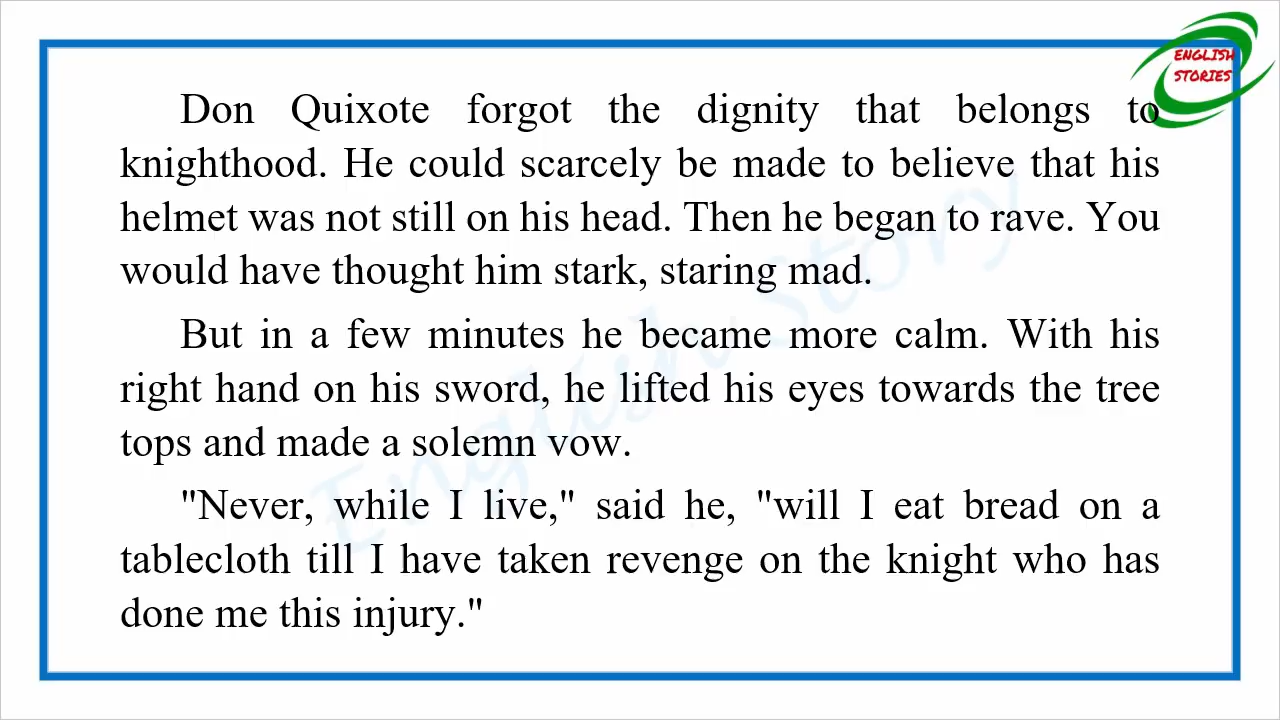 ENGLISH
STORIES
Don Quixote forgot the dignity that belongs to
knighthood. He could scarcely be made to believe that his
helmet was not still on his head. Then he began to rave. You
would have thought him stark, staring mad.
But in a few minutes he became more calm. With his
right hand on his sword, he lifted his eyes towards the tree
tops and made a solemn vow.
"Never, while I live," said he, "will I eat bread on a
tablecloth till I have taken revenge on the knight who has
done me this injury."
English Story